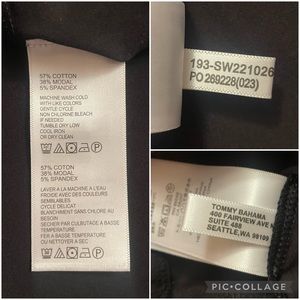 57% COTTON
38% MODAL
5% SPANDEX
MACHINE WASH COLD
WITH LIKE COLORS
GENTLE CYCLE
NON CHLORINE BLEACH
IF NEEDED
TUMBLE DRY LOW
COOL IRON
OR DRY CLEAN
57% COTON
38% MODAL
5% SPANDEX
LAVER A LA MACHINE A L'EAU
FROIDE AVEC DES COULEURS
SEMBLABLES
CYCLE DELICAT
BLANCHIMENT SANS CHLORE AU
BESOIN
SECHER PAR CULBUTAGE A BASSE
TEMPERATURE
FER A BASSE TEMPERATURE
OU NETTOYER A SEC
193-SW221026
PO 269228(023)
TOMMY BAHAMA
400 FAIRVIEW AVE N
SUITE 488
SEATTLE, WA 98109
PIC•COLLAGE